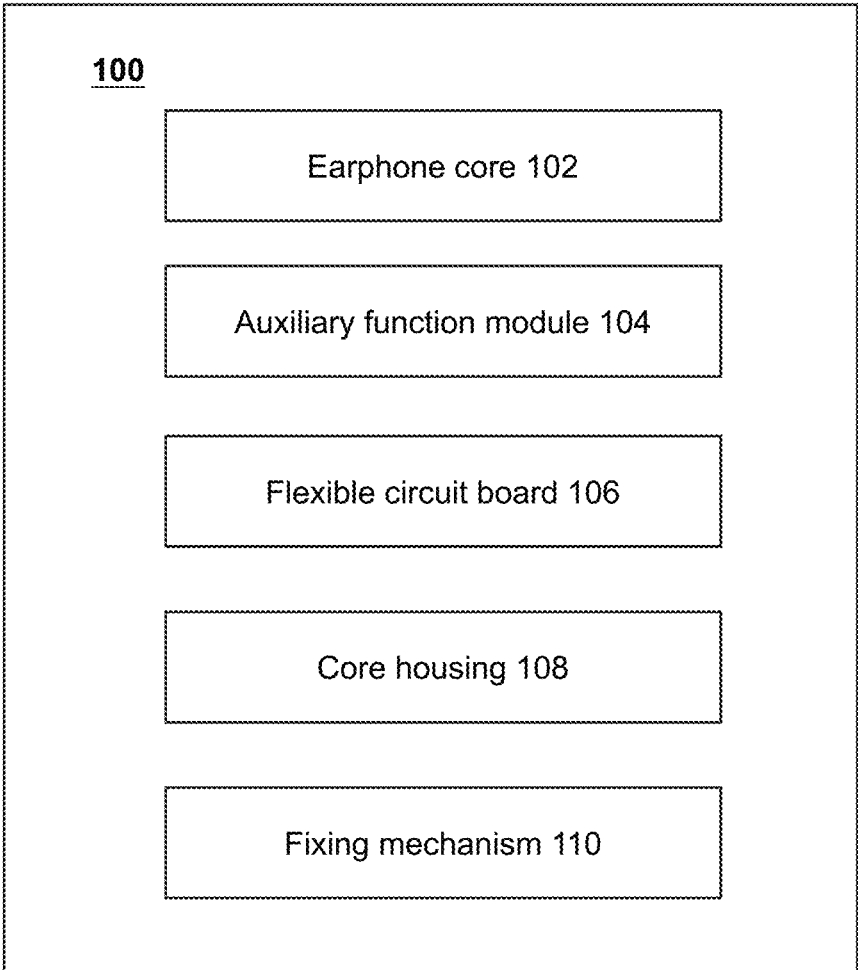 100
Earphone core 102
Auxiliary function module 104
Flexible circuit board 106
Core housing 108
Fixing mechanism 110